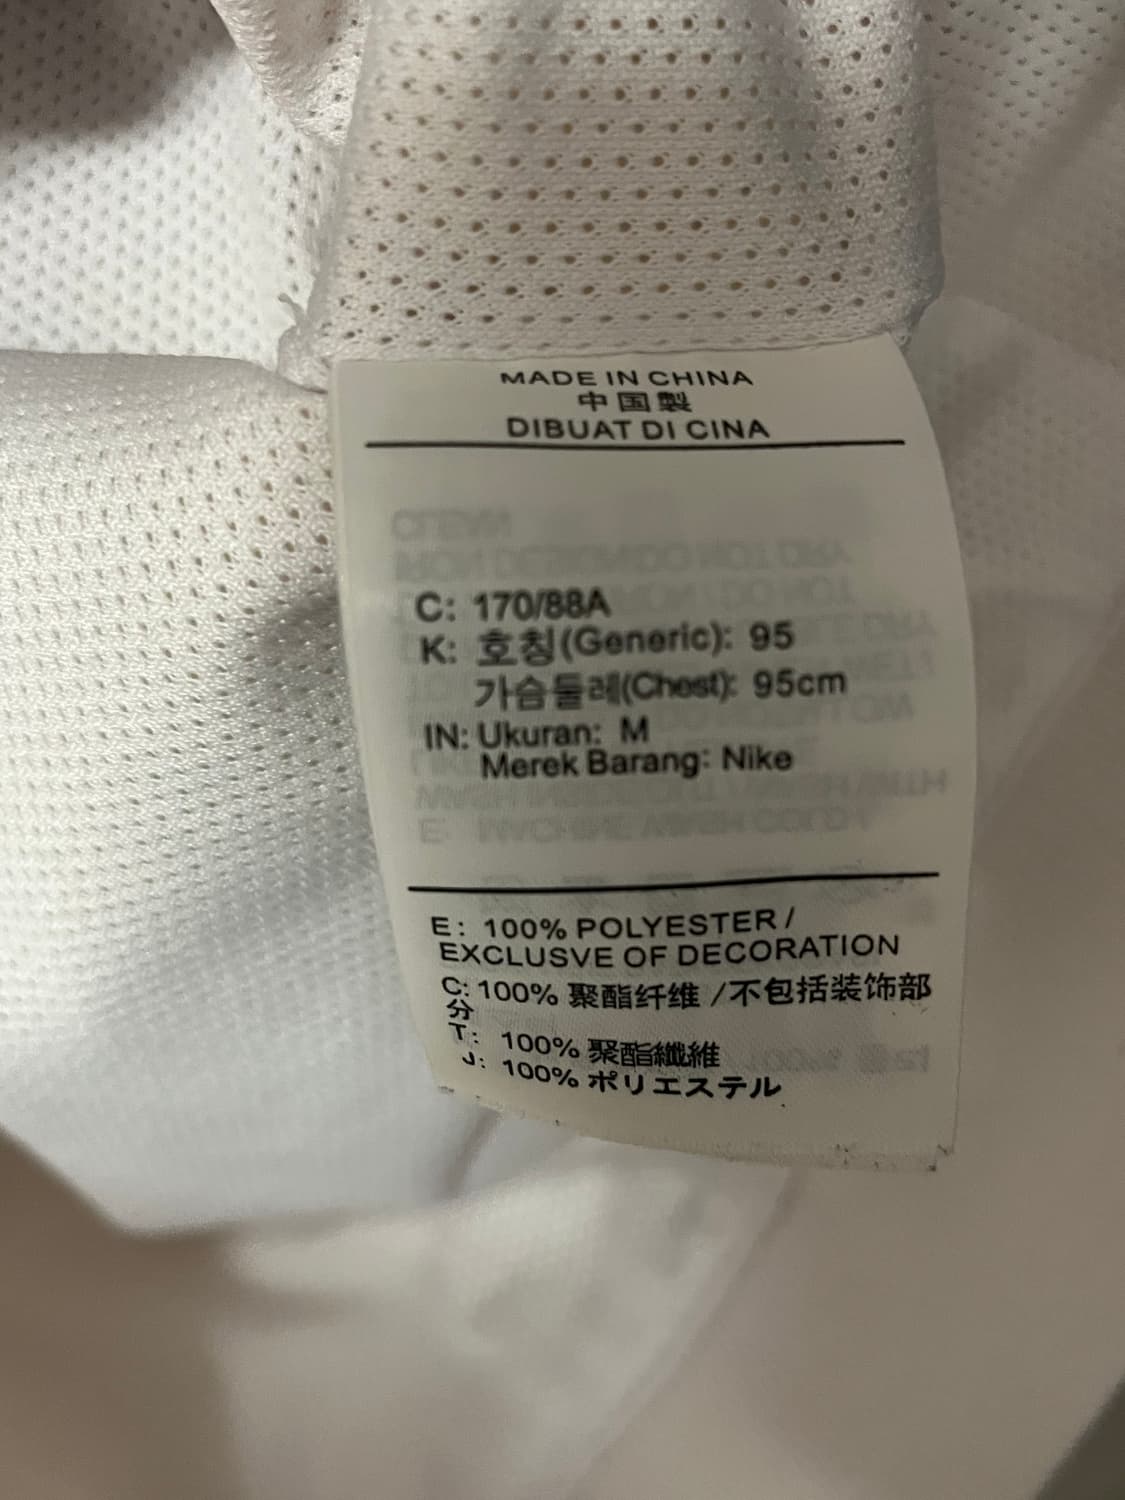 MADE IN CHINA
中国製
DIBUAT DI CINA
C: 170/88A
K: 호칭(Generic): 95
가슴둘레(Chest): 95cm
IN: Ukuran: M
Merek Barang: Nike
E: 100% POLYESTER /
EXCLUSVE OF DECORATION
C: 100% 聚酯纤维 /不包括装饰部
分
T: 100% 聚酯纖維
J: 100% ポリエステル